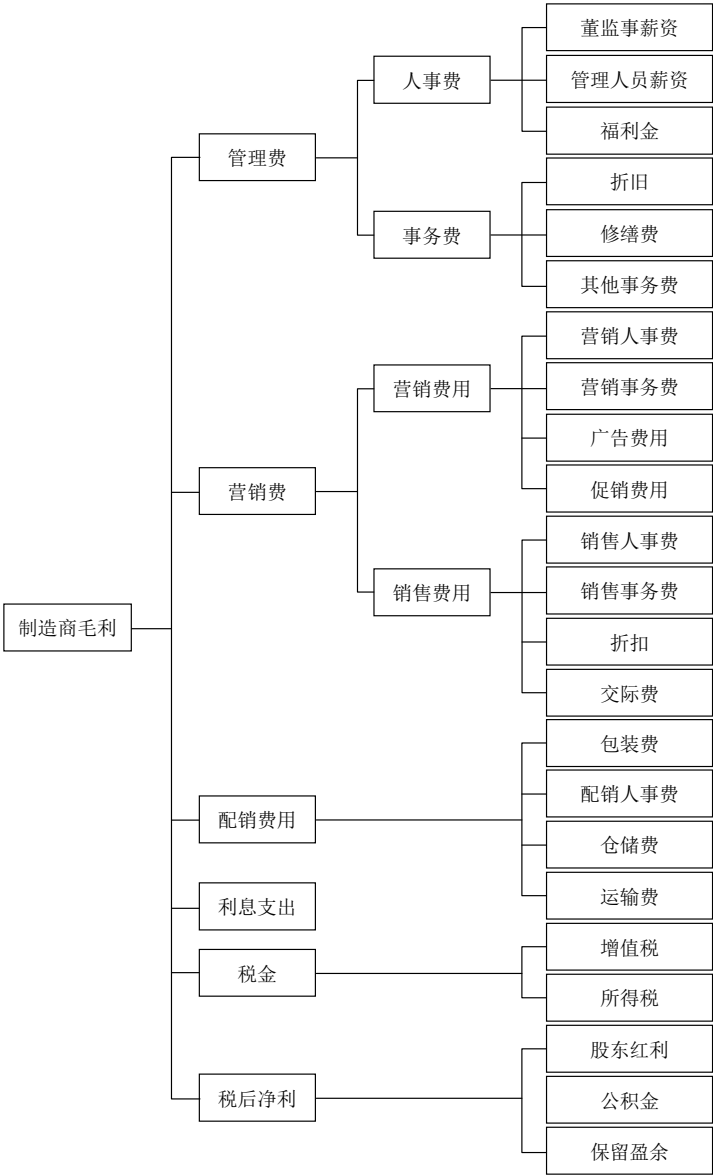 制造商毛利
管理费
人事费
董监事薪资
管理人员薪资
福利金
事务费
折旧
修缮费
其他事务费
营销费
营销费用
营销人事费
营销事务费
广告费用
促销费用
销售费用
销售人事费
销售事务费
折扣
交际费
配销费用
包装费
配销人事费
仓储费
运输费
利息支出
税金
增值税
所得税
税后净利
股东红利
公积金
保留盈余